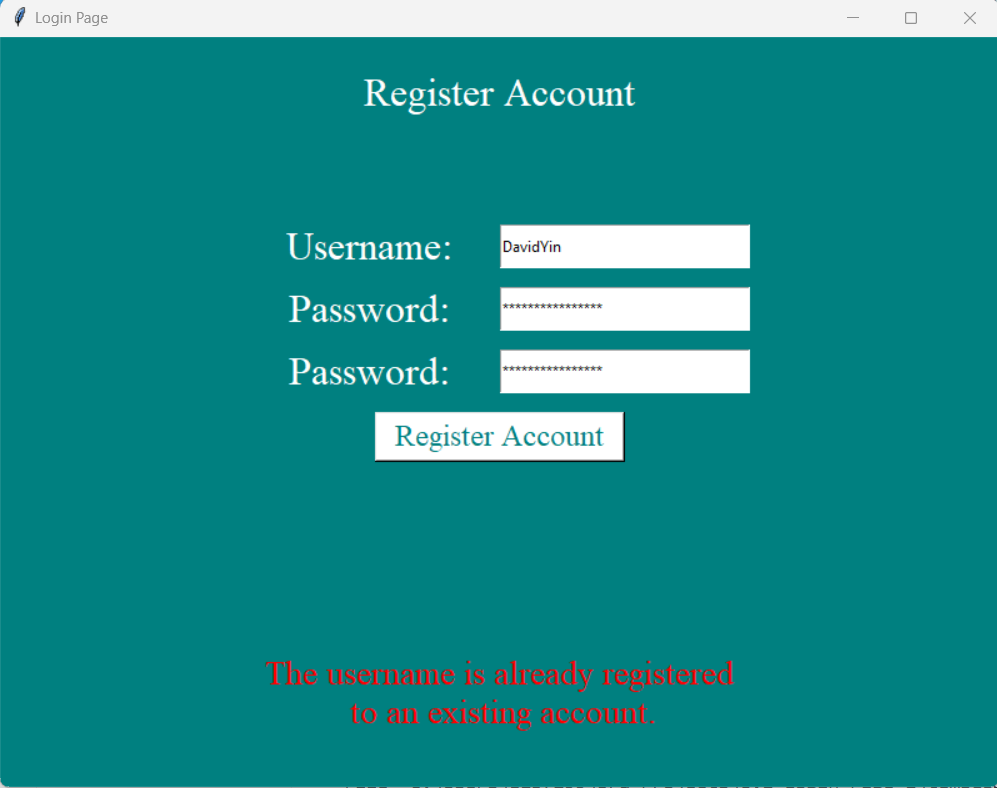 Login Page
Register Account
Username: DavidYin
Password: ****************
Password: ****************
Register Account
The username is already registered
to an existing account.